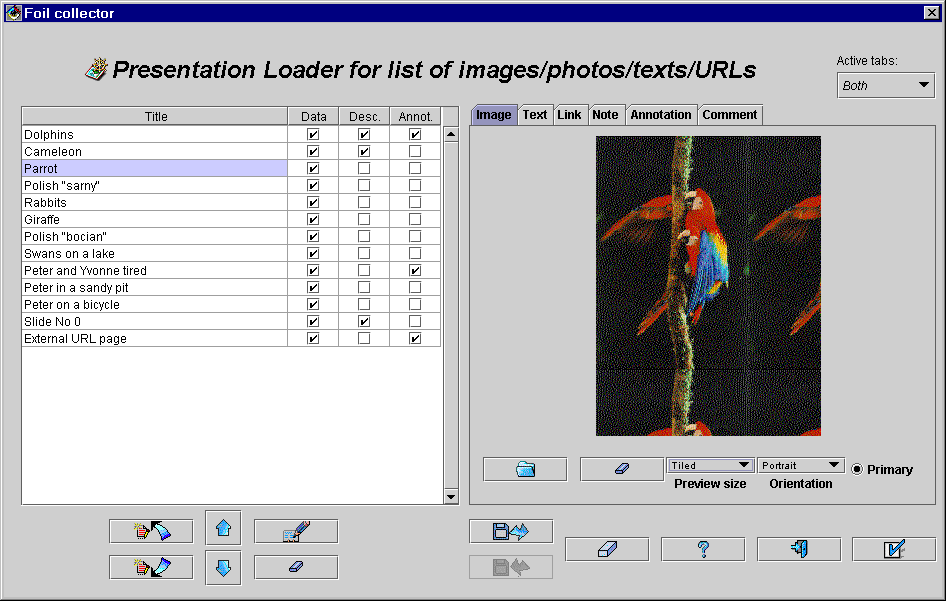 Foil collector
Presentation Loader for list of images/photos/texts/URLs
Active tabs:
Both
Title Data Desc. Annot.
Dolphins
Cameleon
Parrot
Polish "sarny"
Rabbits
Giraffe
Polish "bocian"
Swans on a lake
Peter and Yvonne tired
Peter in a sandy pit
Peter on a bicycle
Slide No 0
External URL page
Image Text Link Note Annotation Comment
Tiled Portrait Primary
Preview size Orientation
?